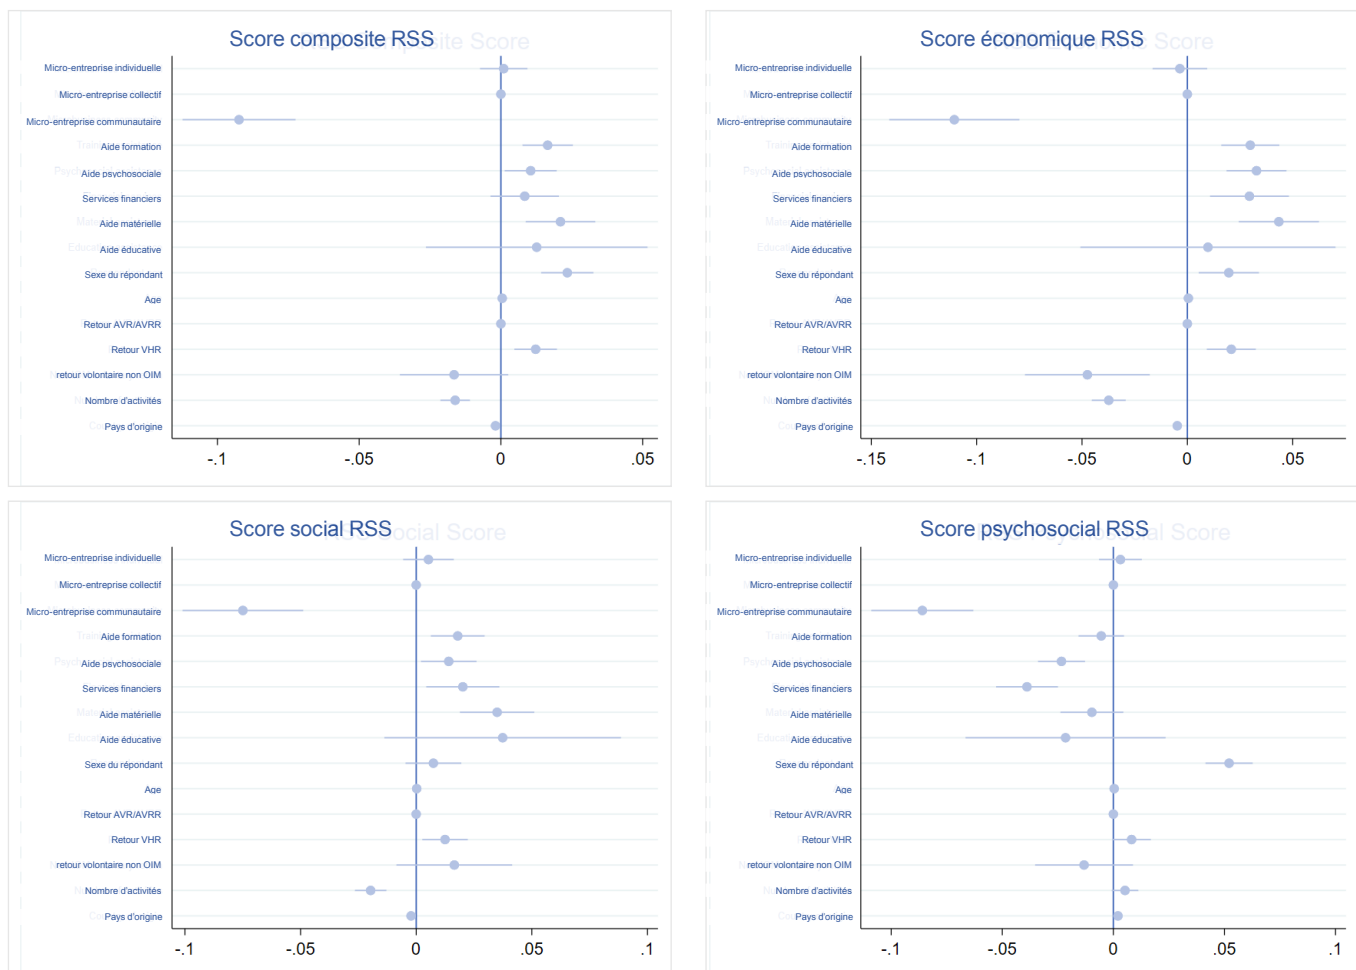 Score composite RSS
Micro-entreprise individuelle
Micro-entreprise collectif
Micro-entreprise communautaire
Aide formation
Aide psychosociale
Services financiers
Aide matérielle
Aide éducative
Sexe du répondant
Age
Retour AVR/AVRR
Retour VHR
retour volontaire non OIM
Nombre d'activités
Pays d'origine
-.1 -.05 0 .05
Score économique RSS
Micro-entreprise individuelle
Micro-entreprise collectif
Micro-entreprise communautaire
Aide formation
Aide psychosociale
Services financiers
Aide matérielle
Aide éducative
Sexe du répondant
Age
Retour AVR/AVRR
Retour VHR
retour volontaire non OIM
Nombre d'activités
Pays d'origine
-.15 -.1 -.05 0 .05
Score social RSS
Micro-entreprise individuelle
Micro-entreprise collectif
Micro-entreprise communautaire
Aide formation
Aide psychosociale
Services financiers
Aide matérielle
Aide éducative
Sexe du répondant
Age
Retour AVR/AVRR
Retour VHR
retour volontaire non OIM
Nombre d'activités
Pays d'origine
-.1 -.05 0 .05 .1
Score psychosocial RSS
Micro-entreprise individuelle
Micro-entreprise collectif
Micro-entreprise communautaire
Aide formation
Aide psychosociale
Services financiers
Aide matérielle
Aide éducative
Sexe du répondant
Age
Retour AVR/AVRR
Retour VHR
retour volontaire non OIM
Nombre d'activités
Pays d'origine
-.1 -.05 0 .05 .1